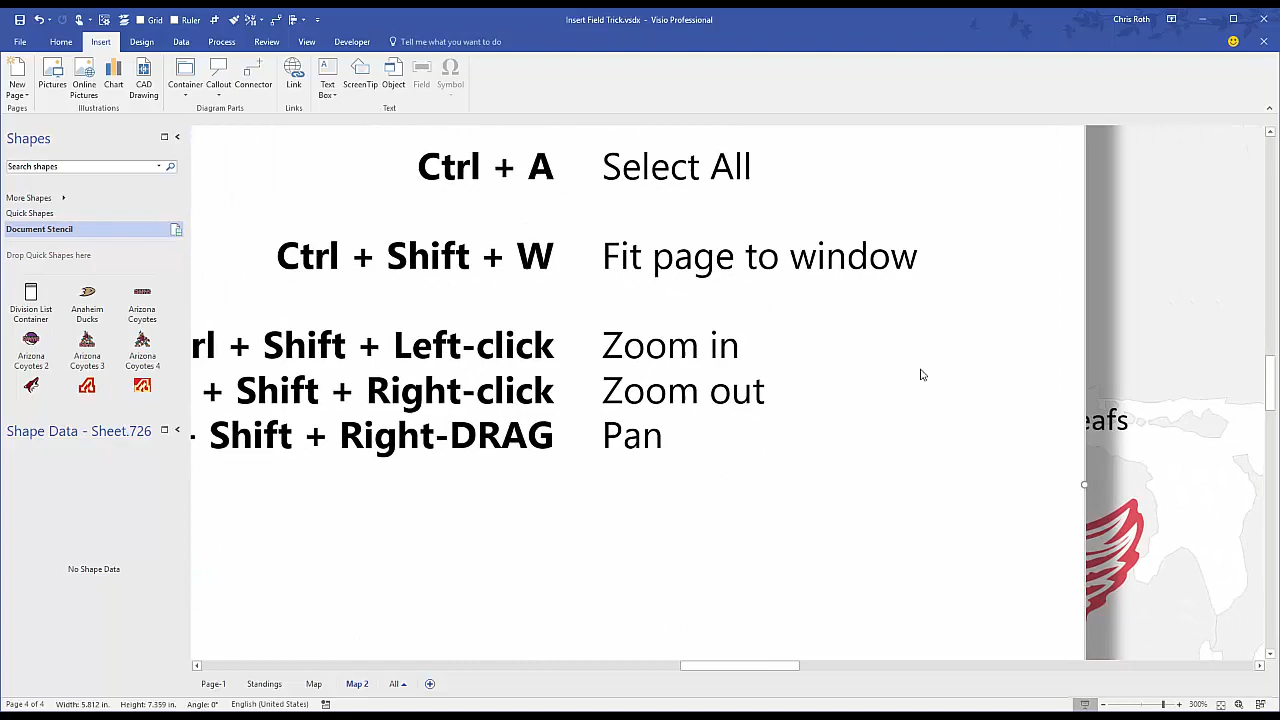 Grid Ruler Insert Field Trick.vsdx - Visio Professional Chris Roth
File Home Insert Design Data Process Review View Developer Tell me what you want to do
New Page Pictures Online Pictures Chart CAD Drawing Container Callout Connector Link Text Box ScreenTip Object Field Symbol
Pages Illustrations Diagram Parts Links Text
Shapes
Search shapes
More Shapes
Quick Shapes
Document Stencil
Drop Quick Shapes here
Division List Container Anaheim Ducks Arizona Coyotes
Arizona Coyotes 2 Arizona Coyotes 3 Arizona Coyotes 4
Shape Data - Sheet.726
No Shape Data
Ctrl + A Select All
Ctrl + Shift + W Fit page to window
rl + Shift + Left-click Zoom in
+ Shift + Right-click Zoom out
Shift + Right-DRAG Pan
eafs
Page-1 Standings Map Map 2 All
Page 4 of 4 Width: 5.812 in. Height: 7.359 in. Angle: 0° English (United States) 300%